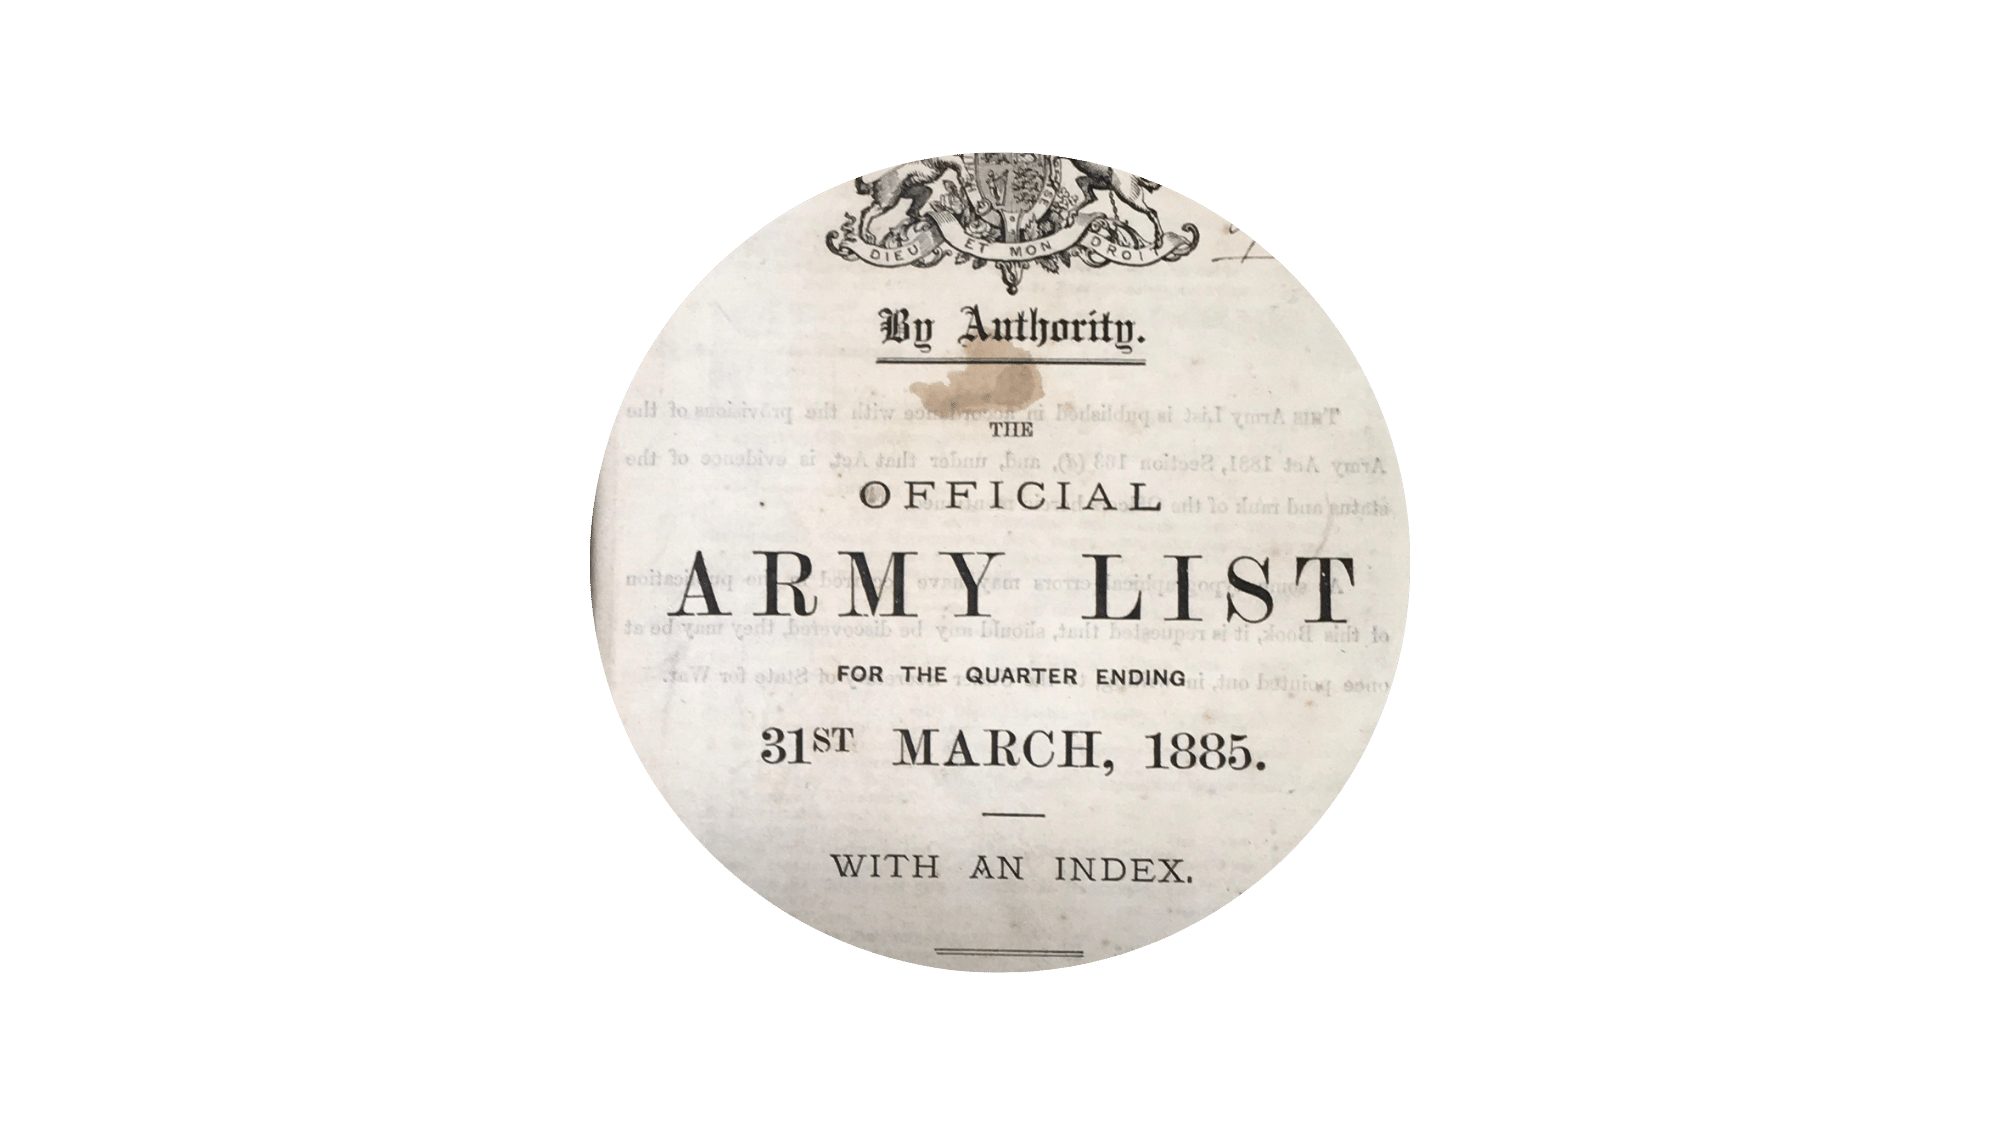 DIEU ET MON DROIT
By Authority.
THE
OFFICIAL
ARMY LIST
FOR THE QUARTER ENDING
31ST MARCH, 1885.
WITH AN INDEX.